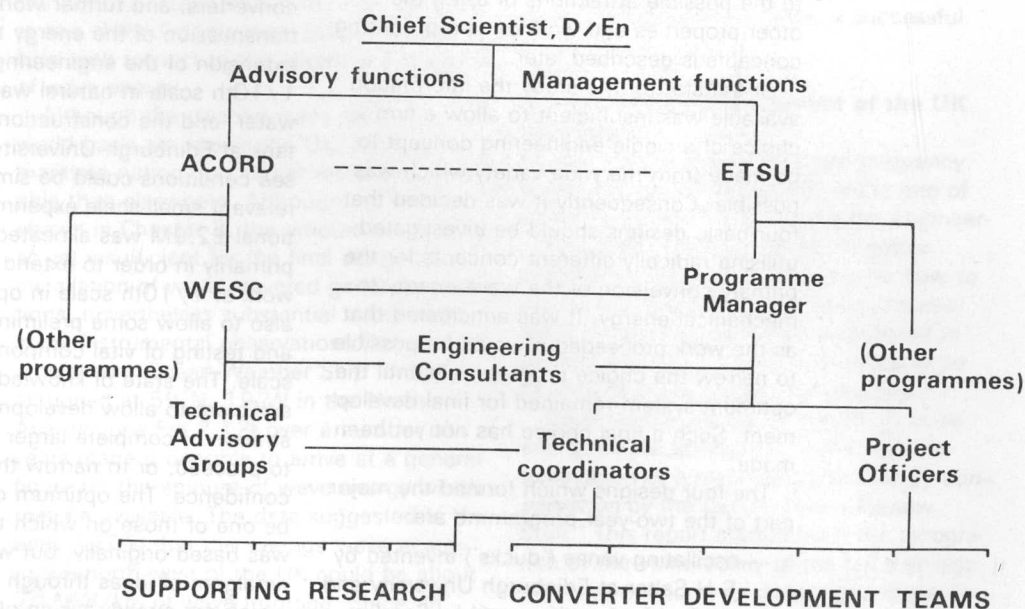 Chief Scientist, D/En
Advisory functions
Management functions
ACORD
ETSU
WESC
Programme
Manager
(Other
programmes)
Engineering
Consultants
(Other
programmes)
Technical
Advisory
Groups
Technical
coordinators
Project
Officers
SUPPORTING RESEARCH
CONVERTER DEVELOPMENT TEAMS